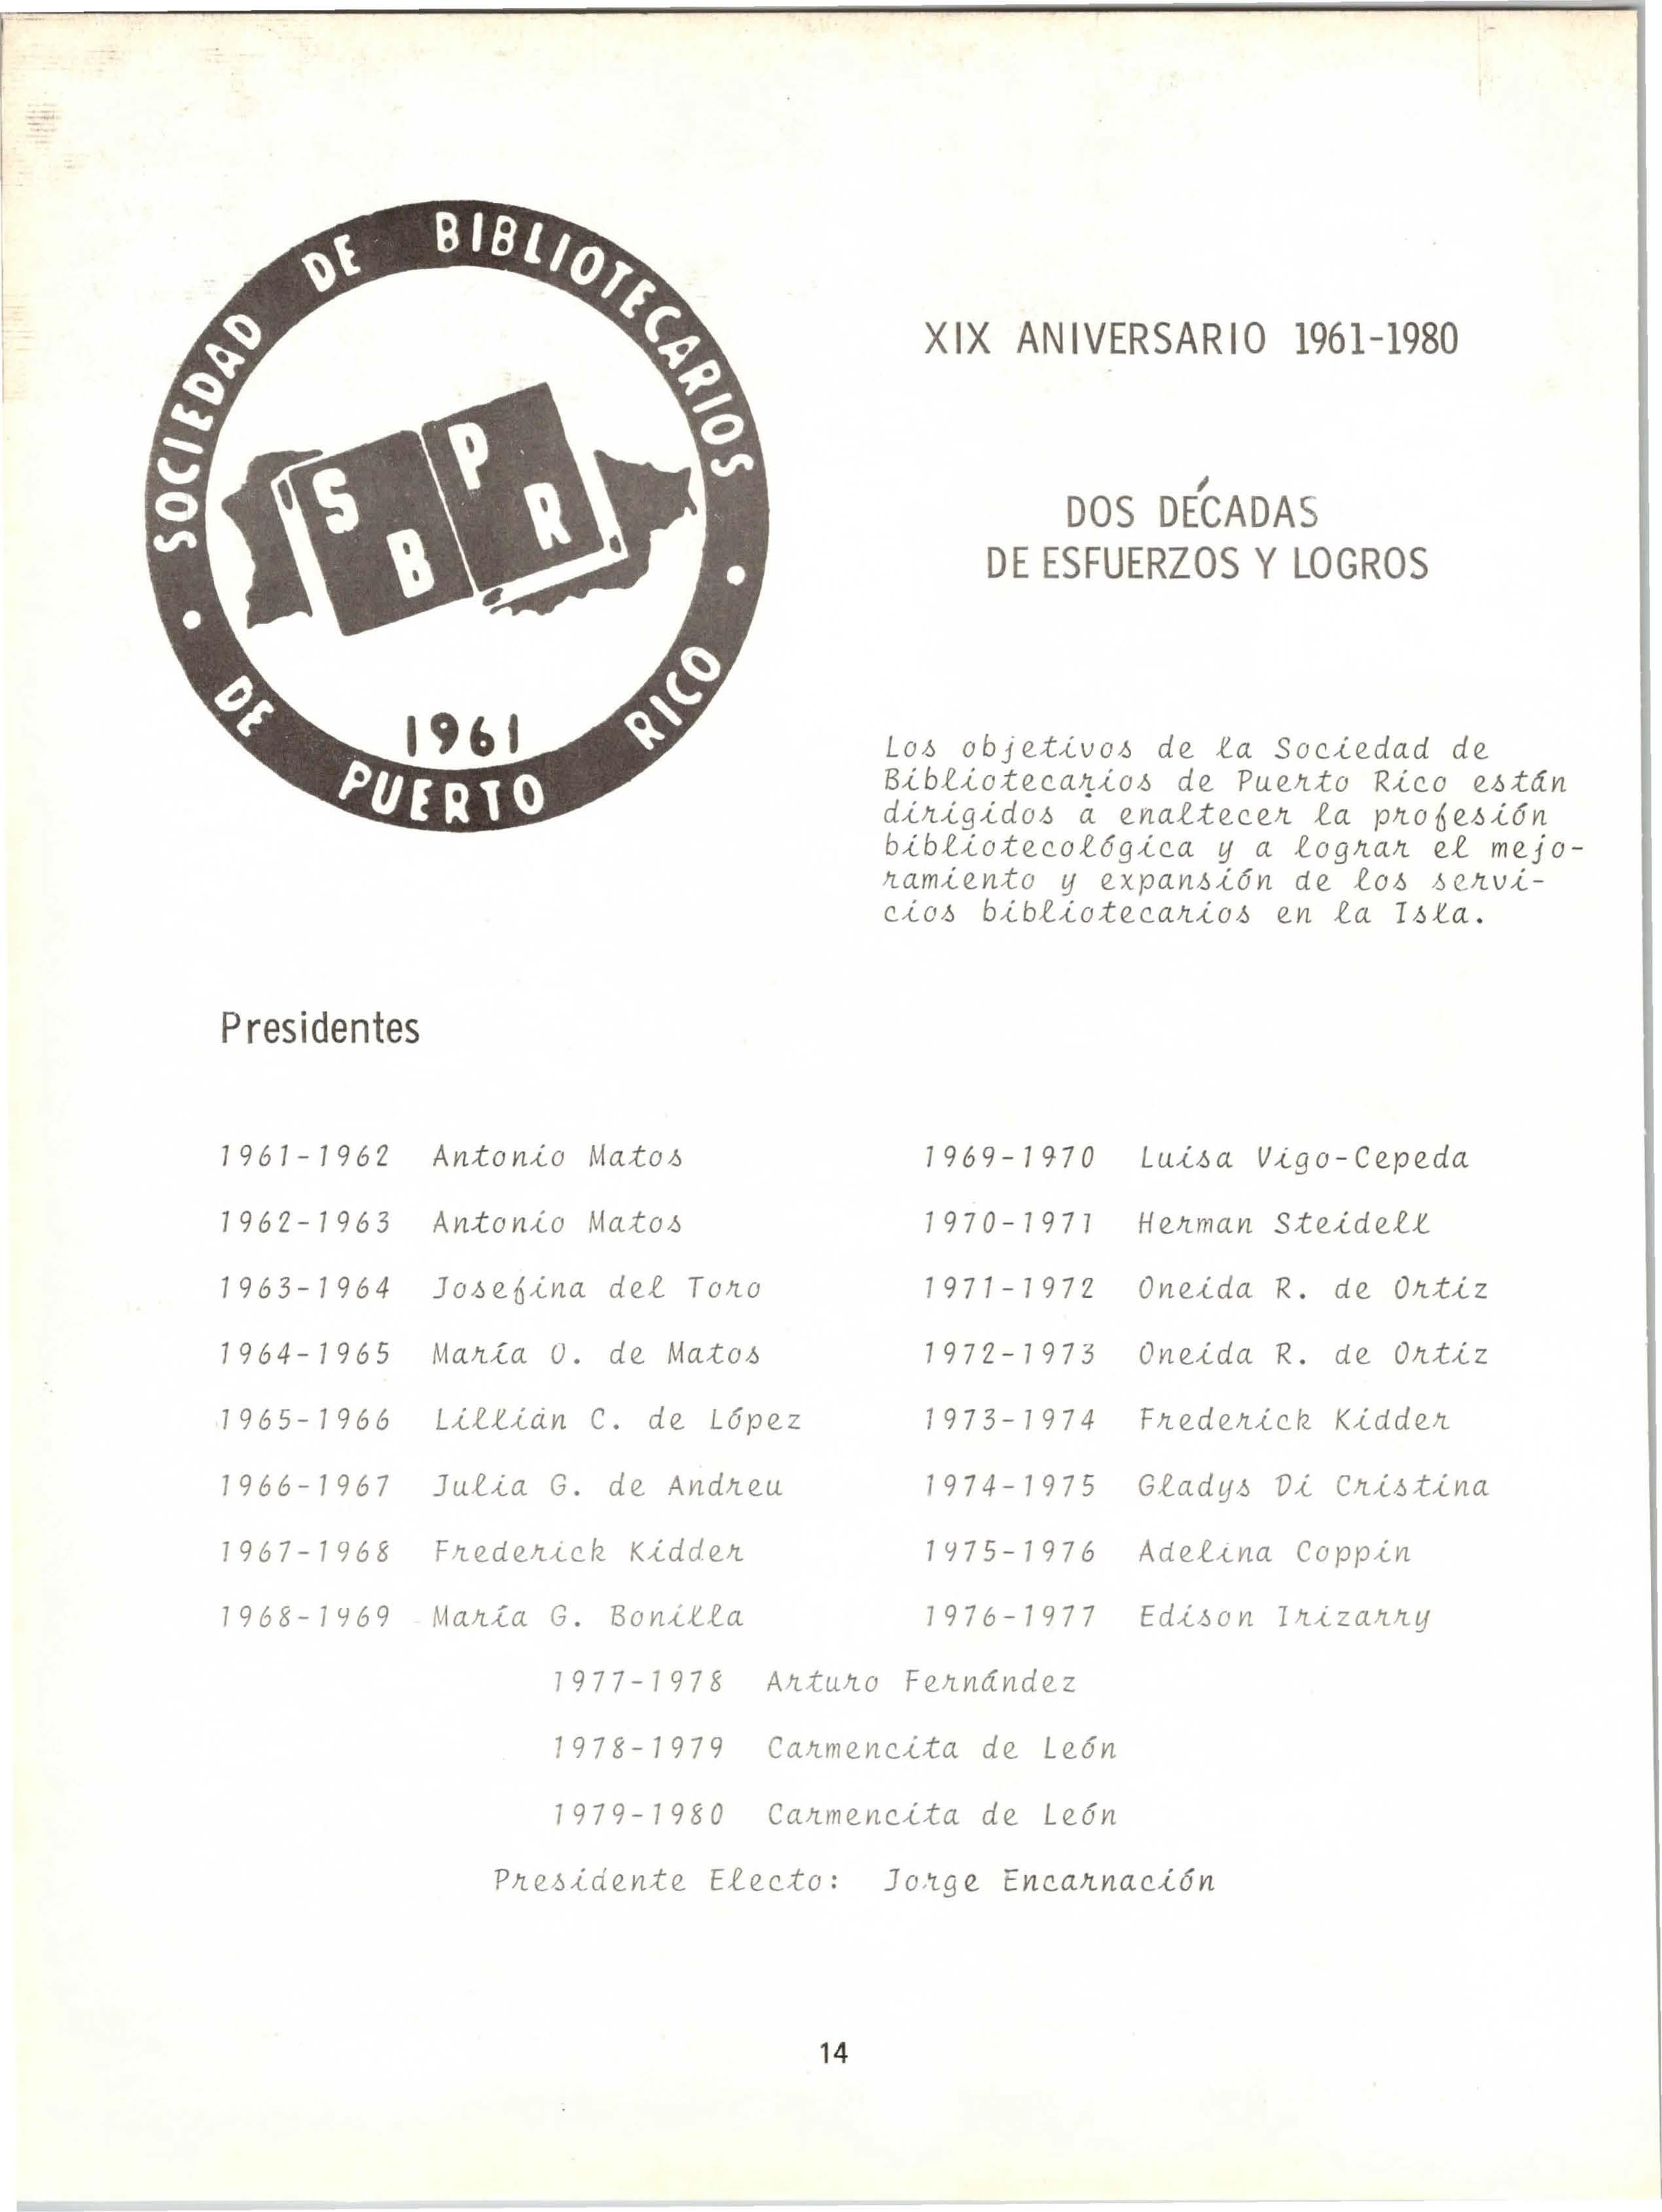 SOCIEDAD DE BIBLIOTECARIOS
DE PUERTO RICO
S P
B R
1961
XIX ANIVERSARIO 1961-1980
DOS DÉCADAS
DE ESFUERZOS Y LOGROS
Los objetivos de la Sociedad de
Bibliotecarios de Puerto Rico están
dirigidos a enaltecer la profesión
bibliotecológica y a lograr el mejo-
ramiento y expansión de los servi-
cios bibliotecarios en la Isla.
Presidentes
1961-1962 Antonio Matos
1962-1963 Antonio Matos
1963-1964 Josefina del Toro
1964-1965 María O. de Matos
1965-1966 Lillián C. de López
1966-1967 Julia G. de Andreu
1967-1968 Frederick Kidder
1968-1969 María G. Bonilla
1969-1970 Luisa Vigo-Cepeda
1970-1971 Herman Steidell
1971-1972 Oneida R. de Ortiz
1972-1973 Oneida R. de Ortiz
1973-1974 Frederick Kidder
1974-1975 Gladys Di Cristina
1975-1976 Adelina Coppin
1976-1977 Edison Irizarry
1977-1978 Arturo Fernández
1978-1979 Carmencita de León
1979-1980 Carmencita de León
Presidente Electo: Jorge Encarnación
14